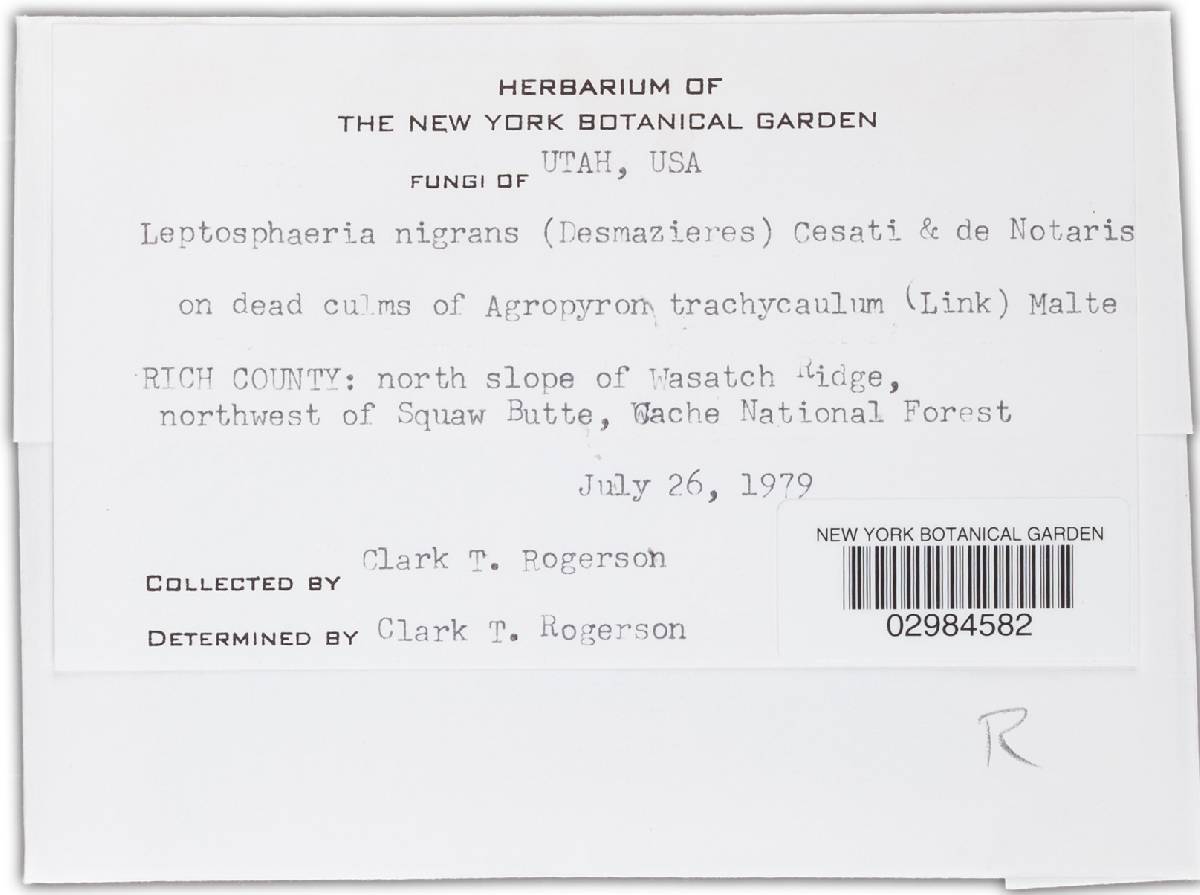 HERBARIUM OF
THE NEW YORK BOTANICAL GARDEN
FUNGI OF UTAH, USA
Leptosphaeria nigrans (Desmazieres) Cesati & de Notaris
on dead culms of Agropyron trachycaulum (Link) Malte
RICH COUNTY: north slope of Wasatch Ridge,
northwest of Squaw Butte, Cache National Forest
July 26, 1979
COLLECTED BY Clark T. Rogerson
DETERMINED BY Clark T. Rogerson
NEW YORK BOTANICAL GARDEN
02984582
R